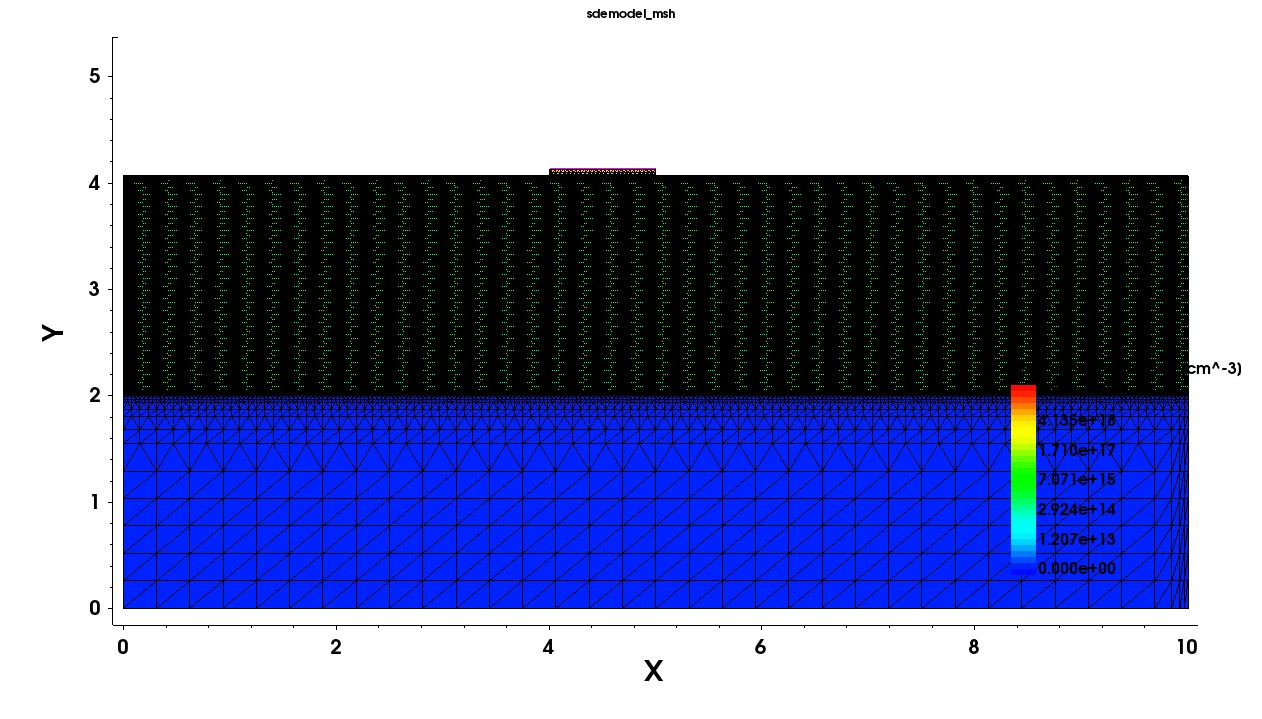 sdemodel_msh
5
4
3
2
1
0
Y
cm^-3)
4.135e+18
1.710e+17
7.071e+15
2.924e+14
1.207e+13
0.000e+00
0 2 4 6 8 10
X